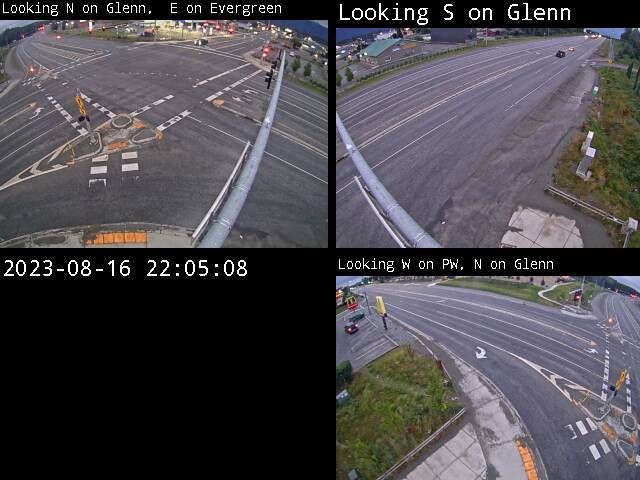 Looking N on Glenn, E on Evergreen
Looking S on Glenn
2023-08-16 22:05:08
Looking W on PW, N on Glenn